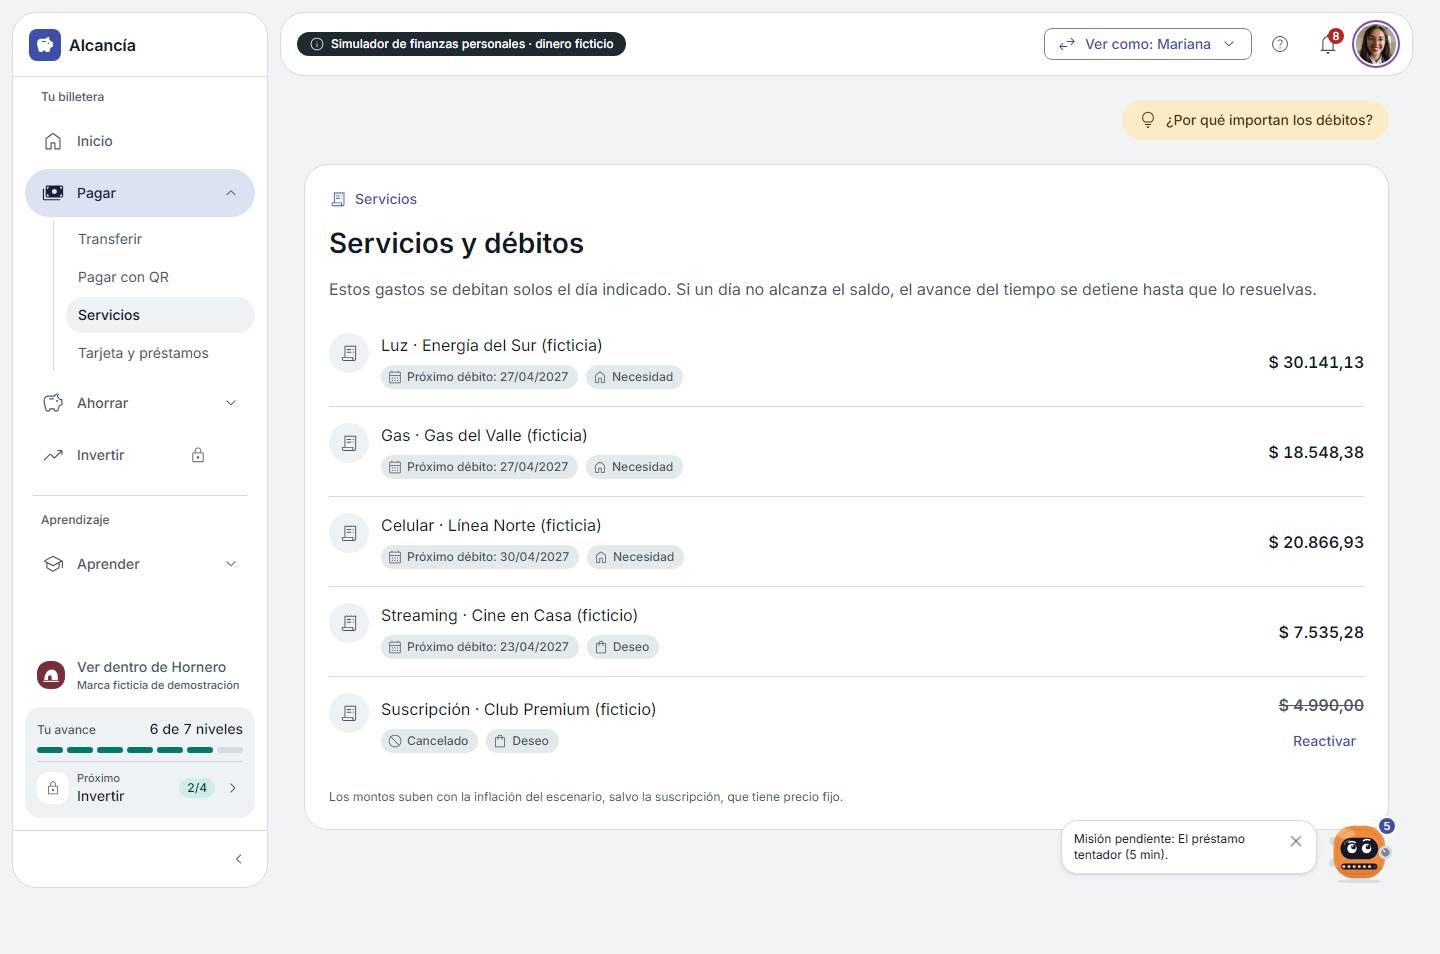 Alcancía
Simulador de finanzas personales · dinero ficticio
Ver como: Mariana
8
Tu billetera
Inicio
Pagar
Transferir
Pagar con QR
Servicios
Tarjeta y préstamos
Ahorrar
Invertir
Aprendizaje
Aprender
Ver dentro de Hornero
Marca ficticia de demostración
Tu avance
6 de 7 niveles
Próximo
Invertir
2/4
¿Por qué importan los débitos?
Servicios
Servicios y débitos
Estos gastos se debitan solos el día indicado. Si un día no alcanza el saldo, el avance del tiempo se detiene hasta que lo resuelvas.
Luz · Energía del Sur (ficticia)
Próximo débito: 27/04/2027
Necesidad
$ 30.141,13
Gas · Gas del Valle (ficticia)
Próximo débito: 27/04/2027
Necesidad
$ 18.548,38
Celular · Línea Norte (ficticia)
Próximo débito: 30/04/2027
Necesidad
$ 20.866,93
Streaming · Cine en Casa (ficticio)
Próximo débito: 23/04/2027
Deseo
$ 7.535,28
Suscripción · Club Premium (ficticio)
Cancelado
Deseo
$ 4.990,00
Reactivar
Los montos suben con la inflación del escenario, salvo la suscripción, que tiene precio fijo.
Misión pendiente: El préstamo
tentador (5 min).
5